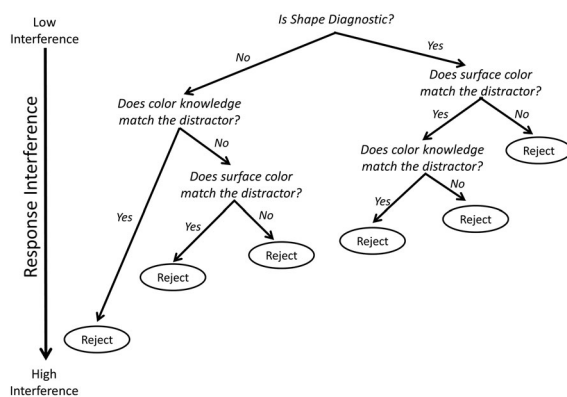 Low
Interference
Is Shape Diagnostic?
No
Yes
Does color knowledge
match the distractor?
Does surface color
match the distractor?
Yes
No
Reject
No
Does color knowledge
match the distractor?
Does surface color
match the distractor?
Yes
No
Reject
Reject
Yes
Yes
No
Reject
Reject
Reject
Response Interference
High
Interference